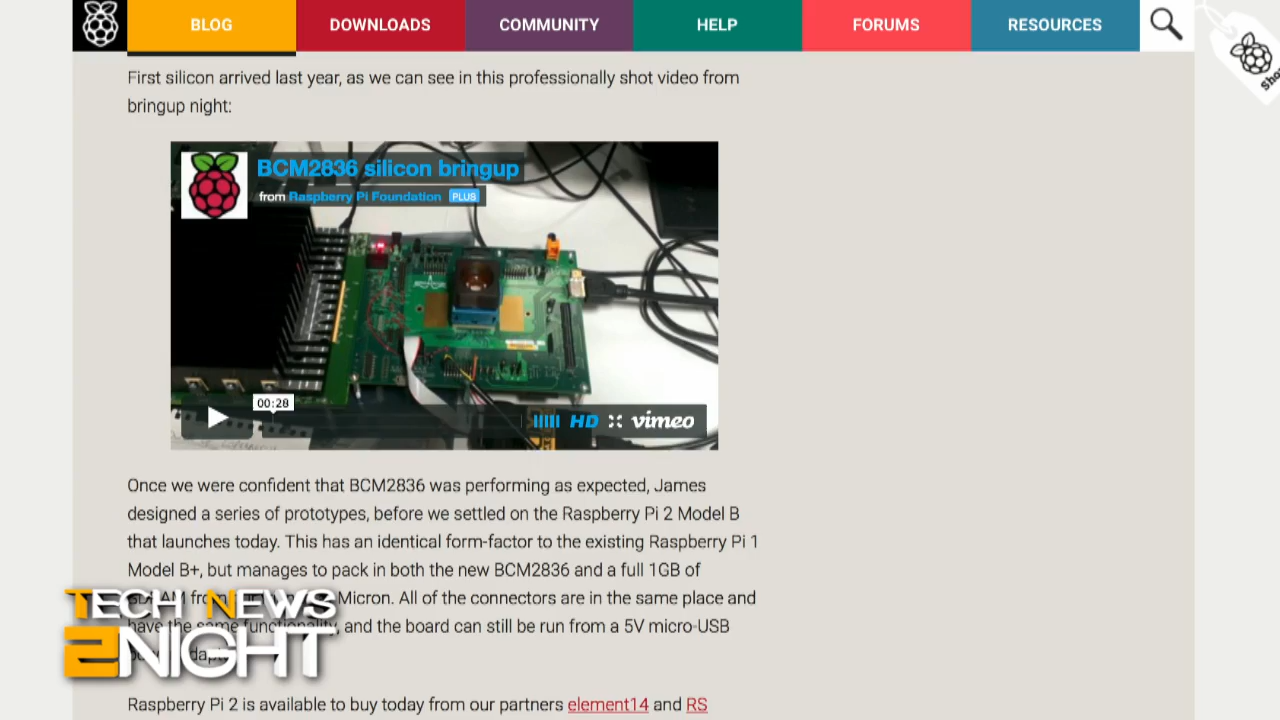 BLOG DOWNLOADS COMMUNITY HELP FORUMS RESOURCES
First silicon arrived last year, as we can see in this professionally shot video from
bringup night:
BCM2836 silicon bringup
from Raspberry Pi Foundation PLUS
00:28
HD vimeo
Once we were confident that BCM2836 was performing as expected, James
designed a series of prototypes, before we settled on the Raspberry Pi 2 Model B
that launches today. This has an identical form-factor to the existing Raspberry Pi 1
Model B+, but manages to pack in both the new BCM2836 and a full 1GB of
Micron. All of the connectors are in the same place and
have the same functionality, and the board can still be run from a 5V micro-USB
TECH NEWS
2NIGHT
Raspberry Pi 2 is available to buy today from our partners element14 and RS